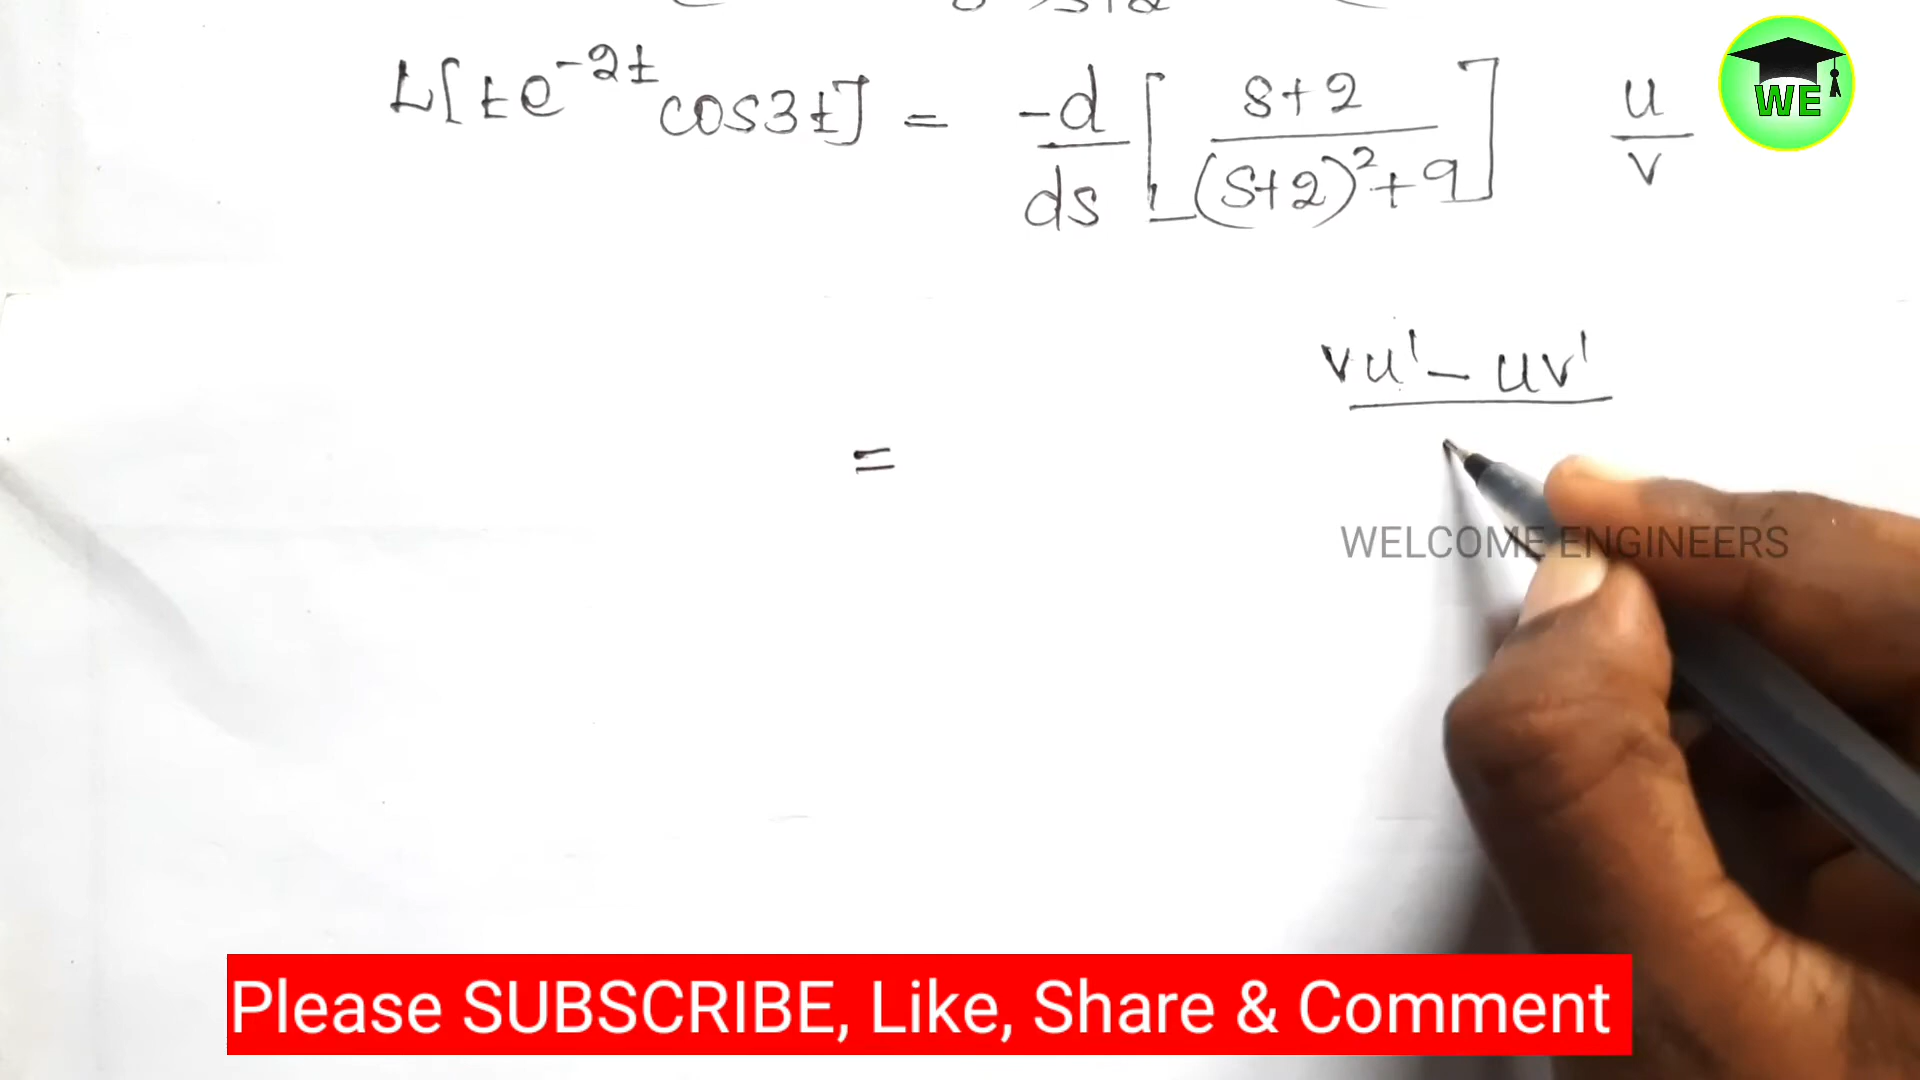 L[te^-2t cos3t] = -d/ds [ s+2 / (s+2)^2+9 ] u/v
vu' - uv'
=
WE
WELCOME ENGINEERS
Please SUBSCRIBE, Like, Share & Comment